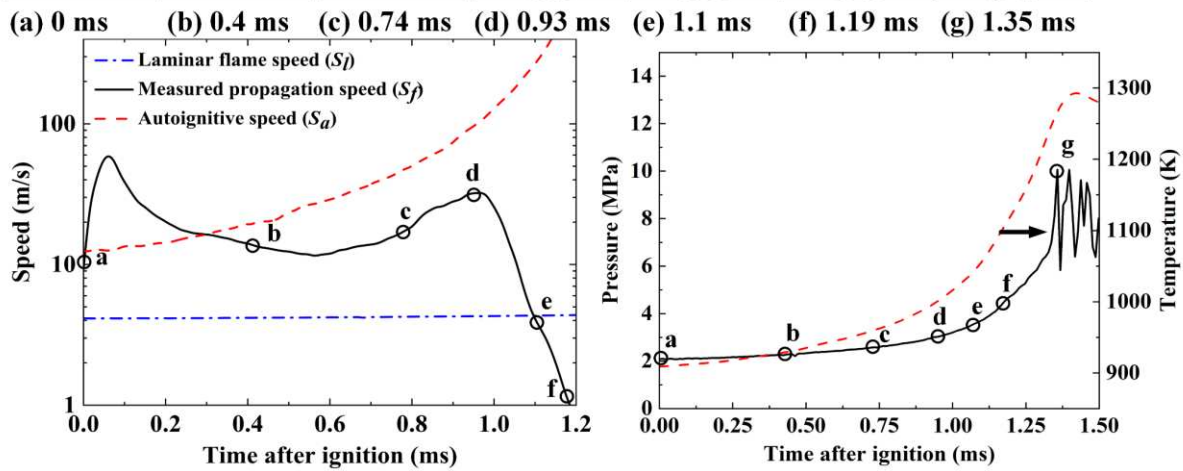 (a) 0 ms (b) 0.4 ms (c) 0.74 ms (d) 0.93 ms (e) 1.1 ms (f) 1.19 ms (g) 1.35 ms
Laminar flame speed (Sl)
Measured propagation speed (Sf)
Autoignitive speed (Sa)
Speed (m/s)
100
10
1
a
b
c
d
e
f
0.0 0.2 0.4 0.6 0.8 1.0 1.2
Time after ignition (ms)
Pressure (MPa)
14
12
10
8
6
4
2
0
a
b
c
d
e
f
g
1300
1200
1100
1000
900
Temperature (K)
0.00 0.25 0.50 0.75 1.00 1.25 1.50
Time after ignition (ms)